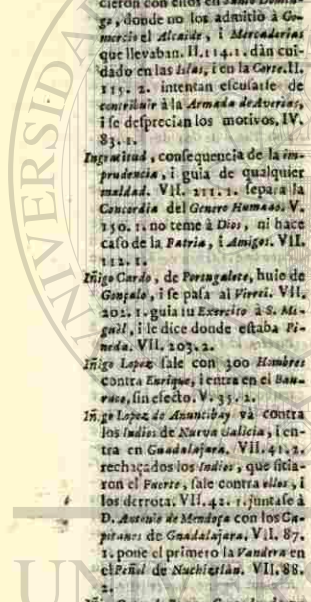 cieron con ellos en Santo Domin-
go, donde no los admitiò à Co-
mercio el Alcaide, i Mercaderias
que llevaban. II. 114. 1. dàn cui-
dado en las Islas, i en la Corte. II.
115. 2. intentan escusarse de
contribuir à la Armada de Averias,
i se desprecian los motivos. IV.
83. 1.
Ingratitud, consequencia de la im-
prudencia, i guia de qualquier
maldad. VII. 111. 1. separa la
Concordia del Genero Humano. V.
150. 1. no teme à Dios, ni hace
caso de la Patria, i Amigos. VII.
112. 1.
Iñigo Cardo, de Portugalete, huie de
Gonçalo, i se pasa al Virrei. VII.
202. 1. guia su Exercito à S. Mi-
guèl, i le dice donde estaba Pi-
neda. VII. 203. 2.
Iñigo Lopez sale con 300 Hombres
contra Enrique, i entra en el Bau-
ruco, sin efecto. V. 35. 2.
Iñigo Lopez de Anuncibay và contra
los Indios de Nueva Galicia, i en-
tra en Guadalajara. VII. 41. 2.
rechaçados los Indios, que sitia-
ron el Fuerte, sale contra ellos, i
los derrota. VII. 42. 1. juntase à
D. Antonio de Mendoça con los Ca-
pitanes de Guadalajara. VII. 87.
1. pone el primero la Vandera en
el Peñol de Nuchiztlàn. VII. 88.
2.
UNIVERSID
UNI